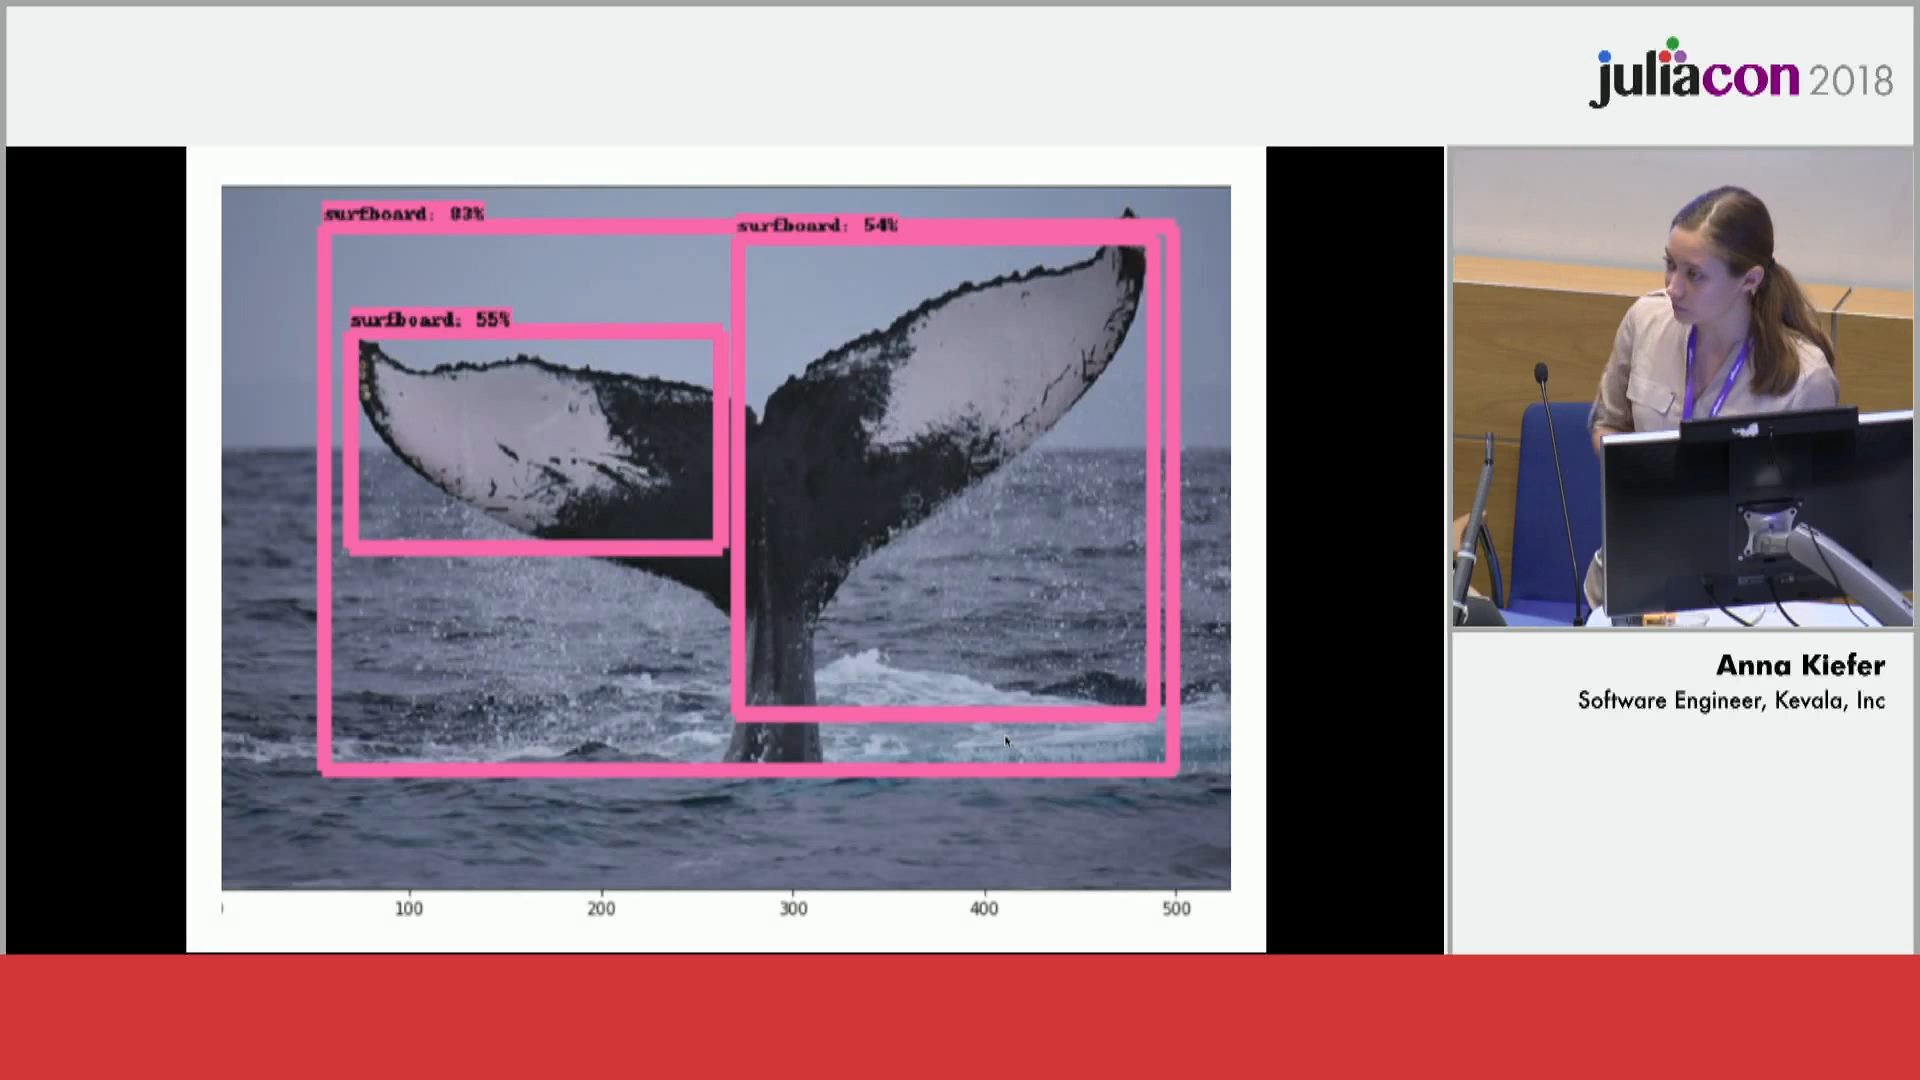 juliacon 2018
surfboard: 83%
surfboard: 54%
surfboard: 55%
100 200 300 400 500
Anna Kiefer
Software Engineer, Kevala, Inc